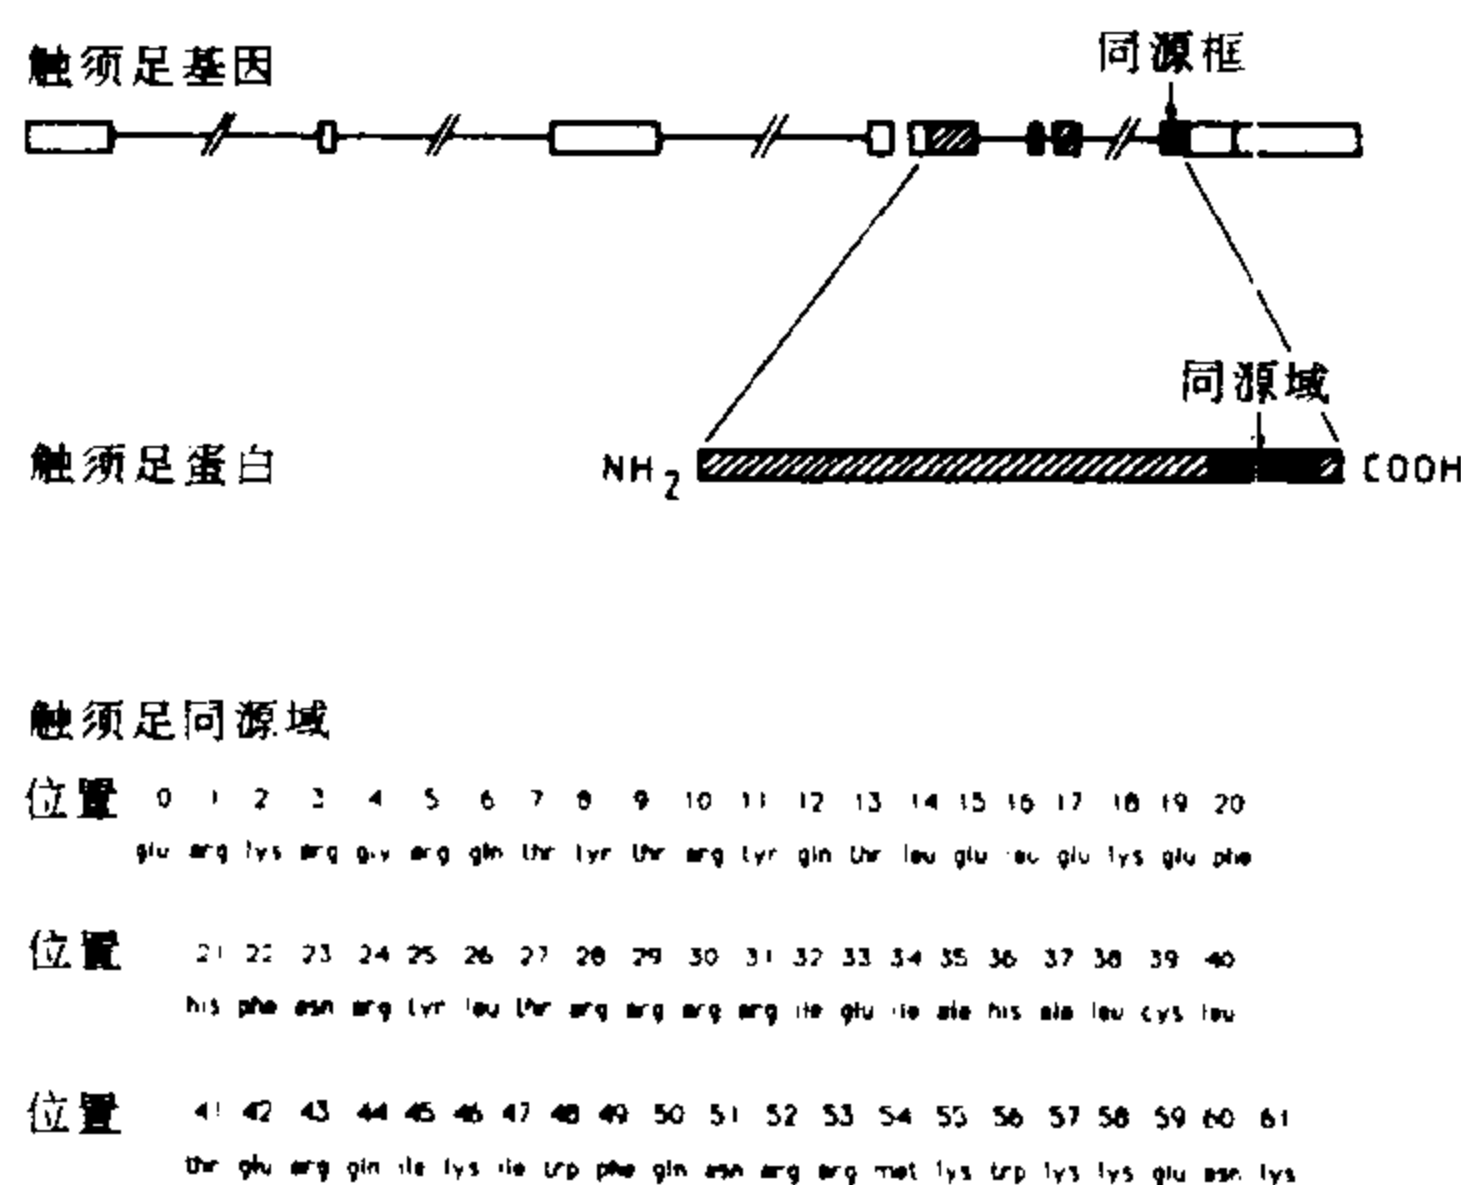 触须足基因 同源框
同源域
触须足蛋白 NH2 COOH
触须足同源域
位置 0 1 2 3 4 5 6 7 8 9 10 11 12 13 14 15 16 17 18 19 20
glu arg lys arg gly arg gln thr tyr thr arg tyr gln thr leu glu leu glu lys glu phe
位置 21 22 23 24 25 26 27 28 29 30 31 32 33 34 35 36 37 38 39 40
his phe asn arg tyr leu thr arg arg arg arg ile glu ile ala his ala leu cys leu
位置 41 42 43 44 45 46 47 48 49 50 51 52 53 54 55 56 57 58 59 60 61
thr glu arg gln ile lys ile trp phe gln asn arg arg met lys trp lys lys glu asn lys